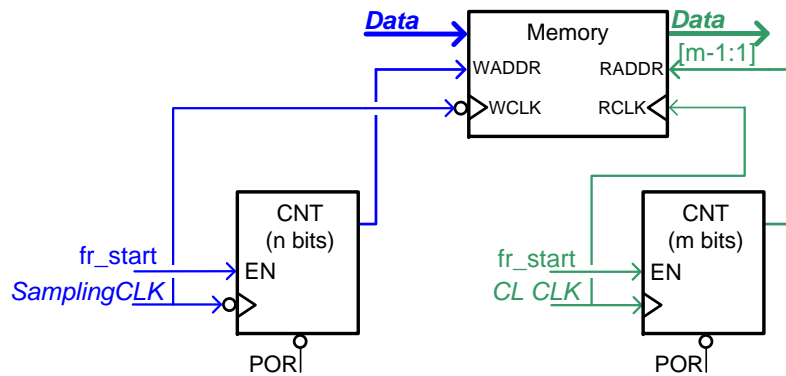 Data
Memory
Data
[m-1:1]
WADDR
RADDR
WCLK
RCLK
CNT
(n bits)
fr_start
EN
SamplingCLK
POR
CNT
(m bits)
fr_start
EN
CL CLK
POR